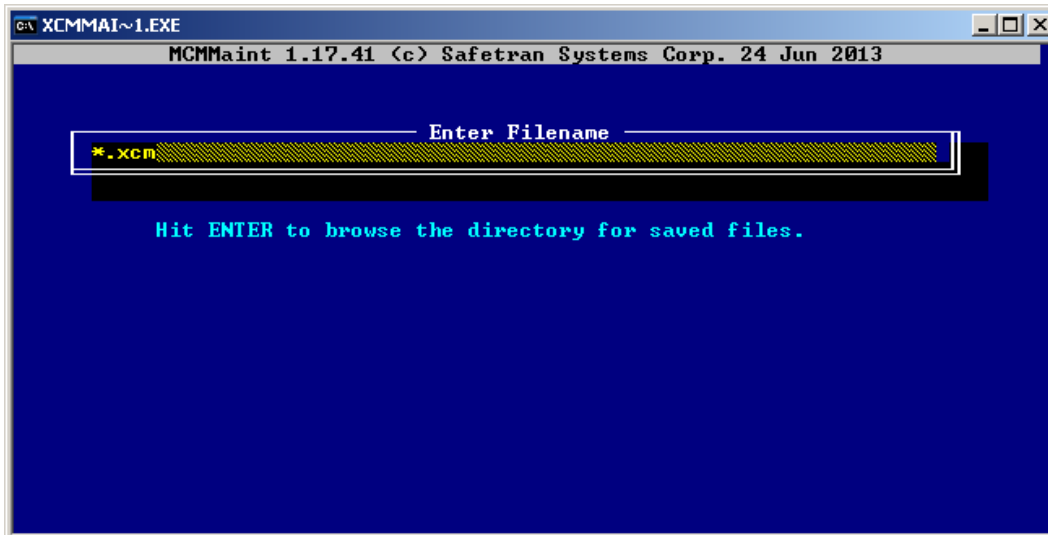 XCMMAI~1.EXE
MCMMaint 1.17.41 (c) Safetran Systems Corp. 24 Jun 2013
Enter Filename
*.xcm
Hit ENTER to browse the directory for saved files.